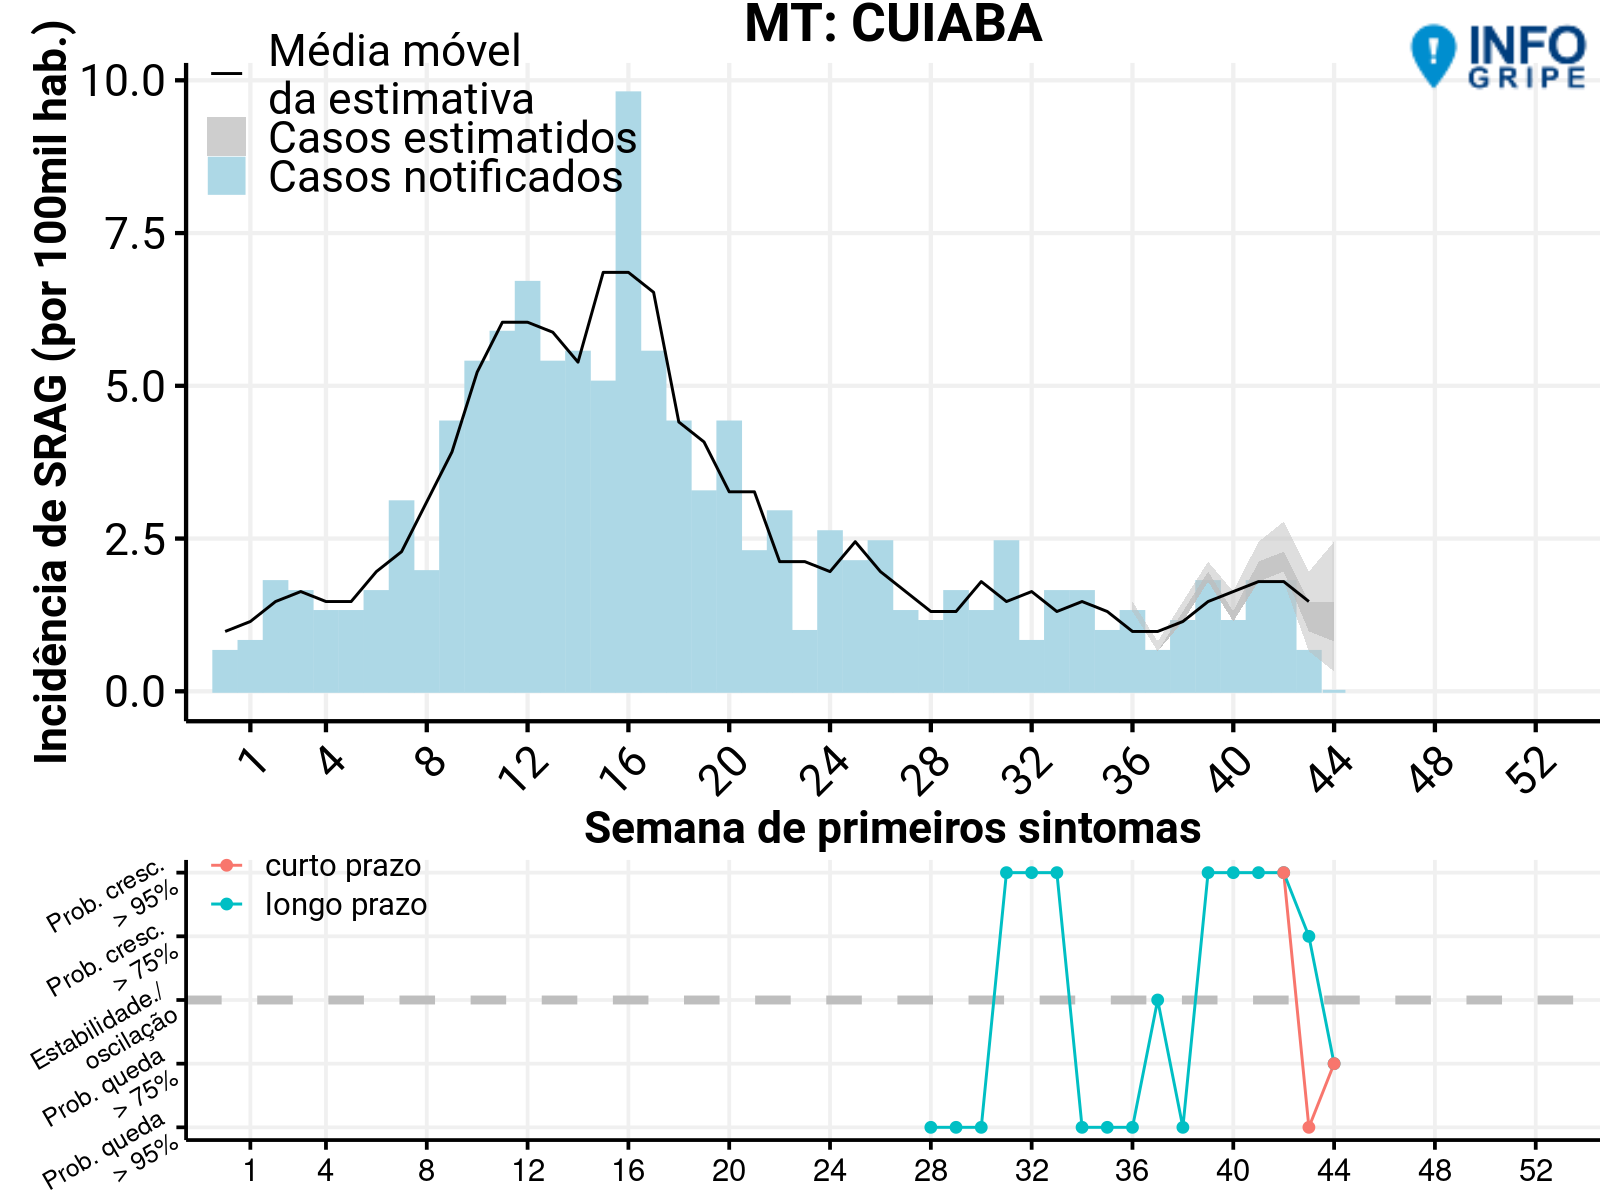 MT: CUIABA
INFO
GRIPE
Incidência de SRAG (por 100mil hab.)
Média móvel
da estimativa
Casos estimatidos
Casos notificados
10.0
7.5
5.0
2.5
0.0
1 4 8 12 16 20 24 28 32 36 40 44 48 52
Semana de primeiros sintomas
curto prazo
longo prazo
Prob. cresc.
> 95%
Prob. cresc.
> 75%
Estabilidade./
oscilação
Prob. queda
> 75%
Prob. queda
> 95%
1 4 8 12 16 20 24 28 32 36 40 44 48 52